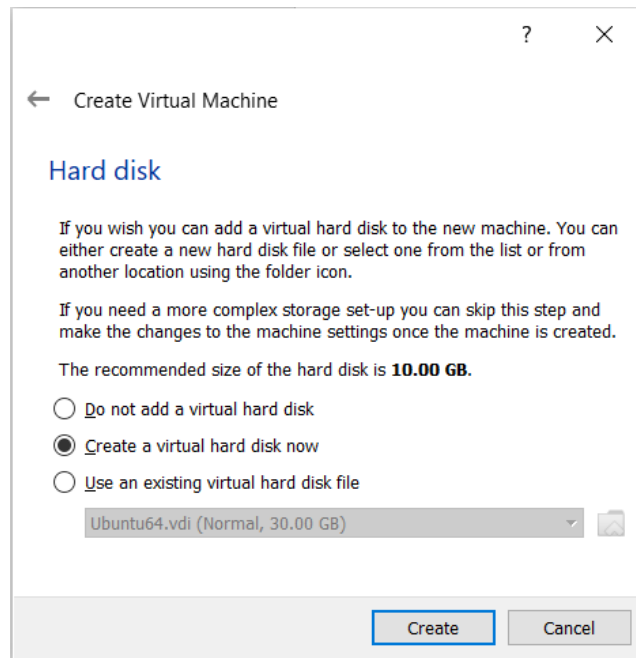 ?
Create Virtual Machine
Hard disk
If you wish you can add a virtual hard disk to the new machine. You can
either create a new hard disk file or select one from the list or from
another location using the folder icon.
If you need a more complex storage set-up you can skip this step and
make the changes to the machine settings once the machine is created.
The recommended size of the hard disk is 10.00 GB.
Do not add a virtual hard disk
Create a virtual hard disk now
Use an existing virtual hard disk file
Ubuntu64.vdi (Normal, 30.00 GB)
Create Cancel